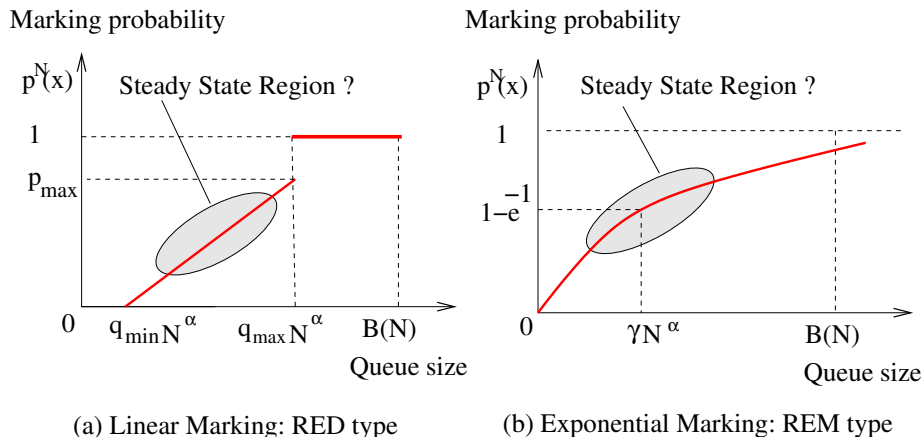 Marking probability
p^N(x)
Steady State Region ?
1
p_max
0
q_min N^α
q_max N^α
B(N)
Queue size
(a) Linear Marking: RED type
Marking probability
p^N(x)
Steady State Region ?
1
1-e^-1
0
γN^α
B(N)
Queue size
(b) Exponential Marking: REM type